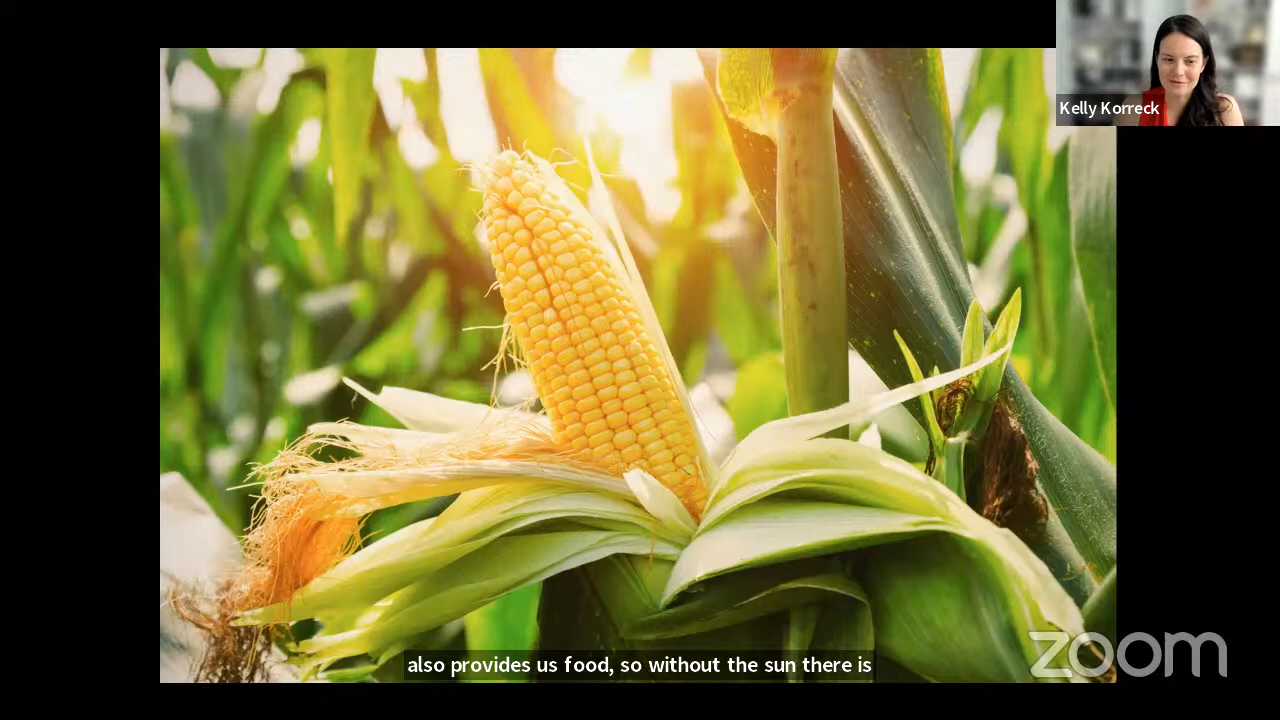 Kelly Korreck
also provides us food, so without the sun there is
zoom